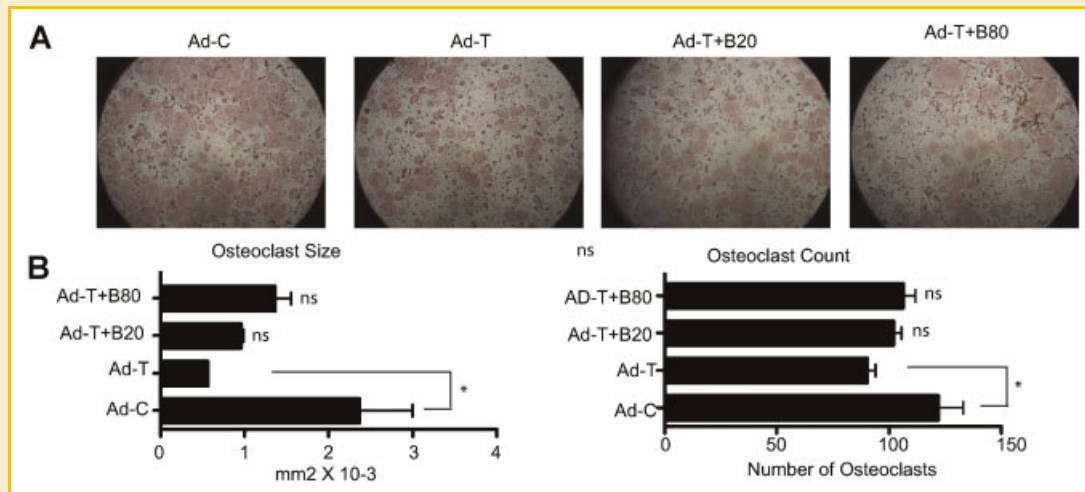 A
Ad-C
Ad-T
Ad-T+B20
Ad-T+B80
B
Osteoclast Size
Ad-T+B80
ns
Ad-T+B20
ns
Ad-T
Ad-C
*
0 1 2 3 4
mm2 X 10-3
ns
Osteoclast Count
AD-T+B80
ns
Ad-T+B20
ns
Ad-T
Ad-C
*
0 50 100 150
Number of Osteoclasts